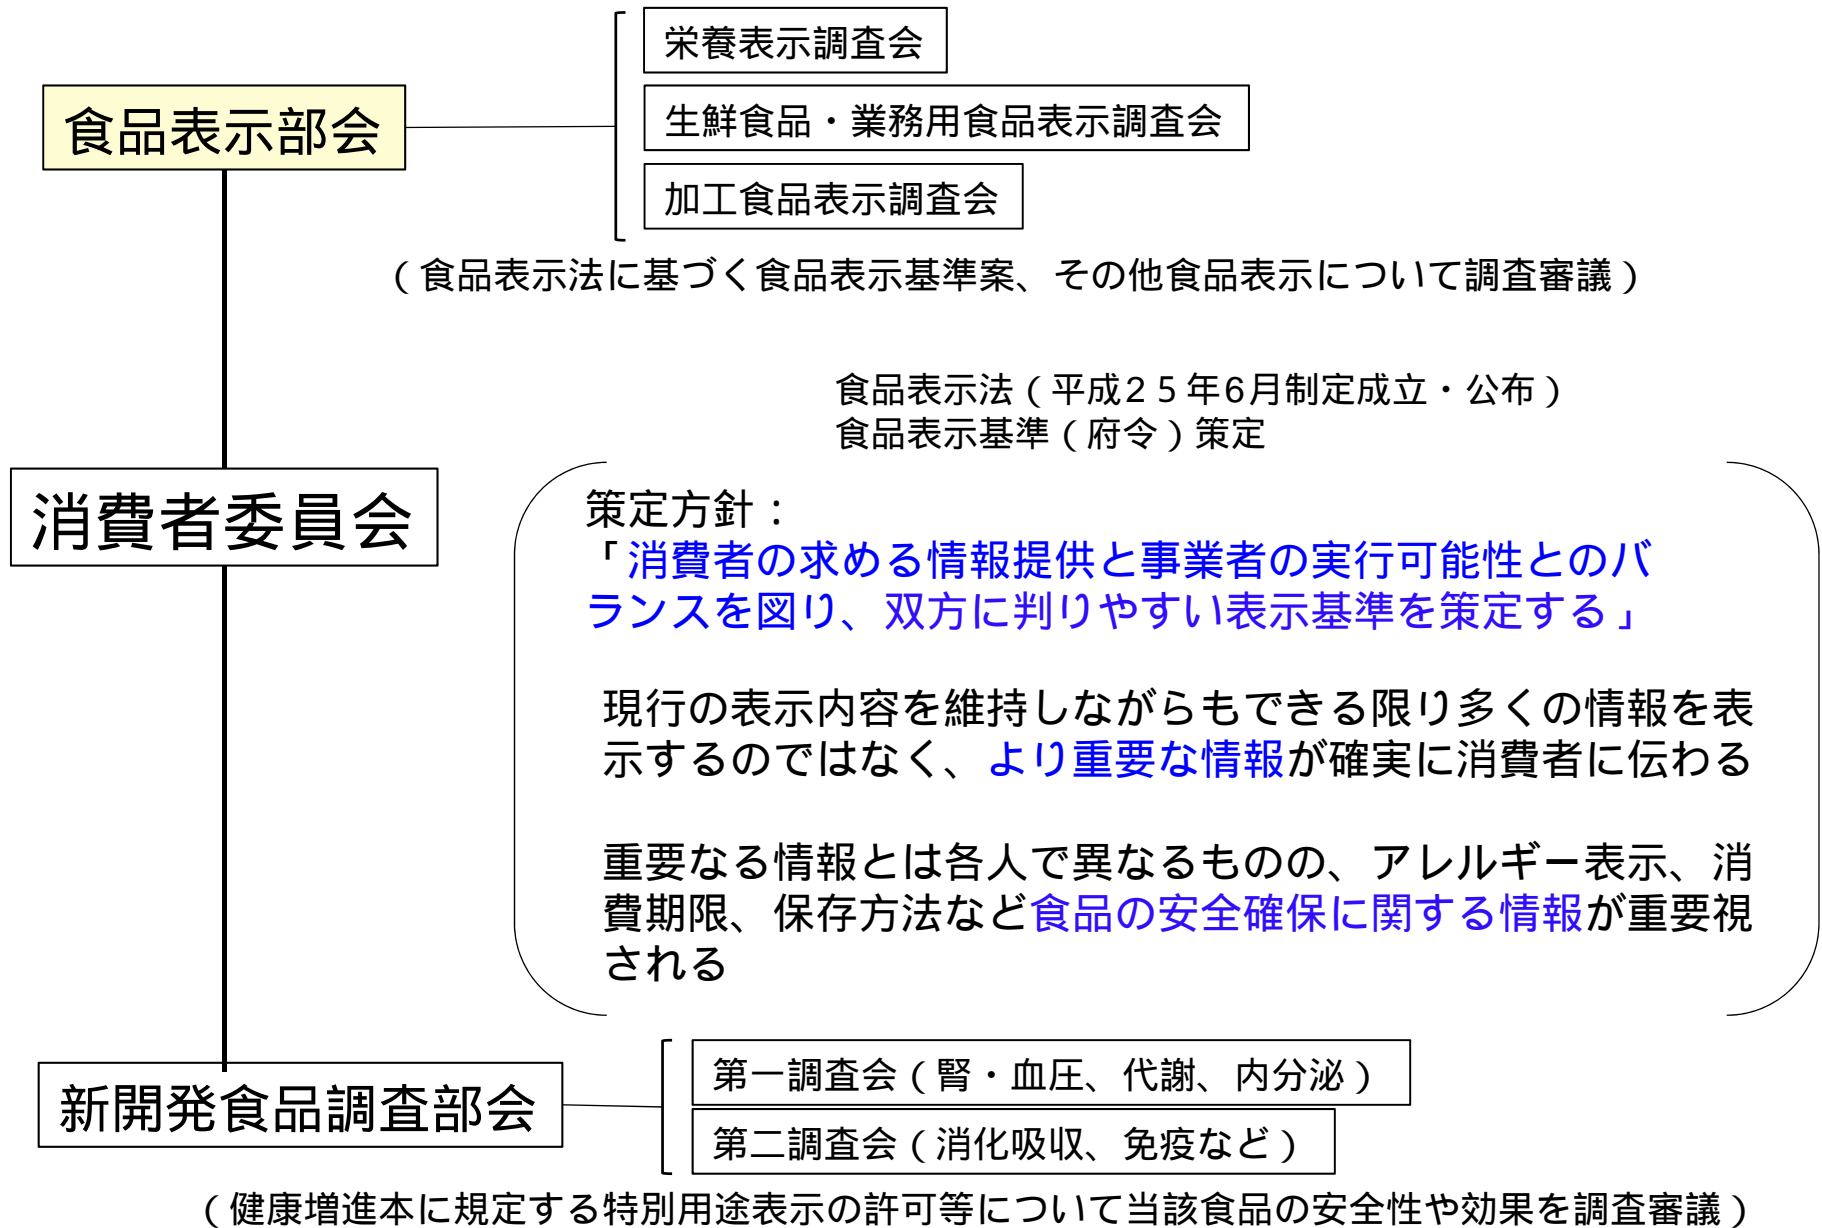 栄養表示調査会
食品表示部会
生鮮食品・業務用食品表示調査会
加工食品表示調査会
（食品表示法に基づく食品表示基準案、その他食品表示について調査審議）
食品表示法（平成２５年6月制定成立・公布）
食品表示基準（府令）策定
消費者委員会
策定方針：
「消費者の求める情報提供と事業者の実行可能性とのバ
ランスを図り、双方に判りやすい表示基準を策定する」
現行の表示内容を維持しながらもできる限り多くの情報を表
示するのではなく、より重要な情報が確実に消費者に伝わる
重要なる情報とは各人で異なるものの、アレルギー表示、消
費期限、保存方法など食品の安全確保に関する情報が重要視
される
新開発食品調査部会
第一調査会（腎・血圧、代謝、内分泌）
第二調査会（消化吸収、免疫など）
（健康増進本に規定する特別用途表示の許可等について当該食品の安全性や効果を調査審議）